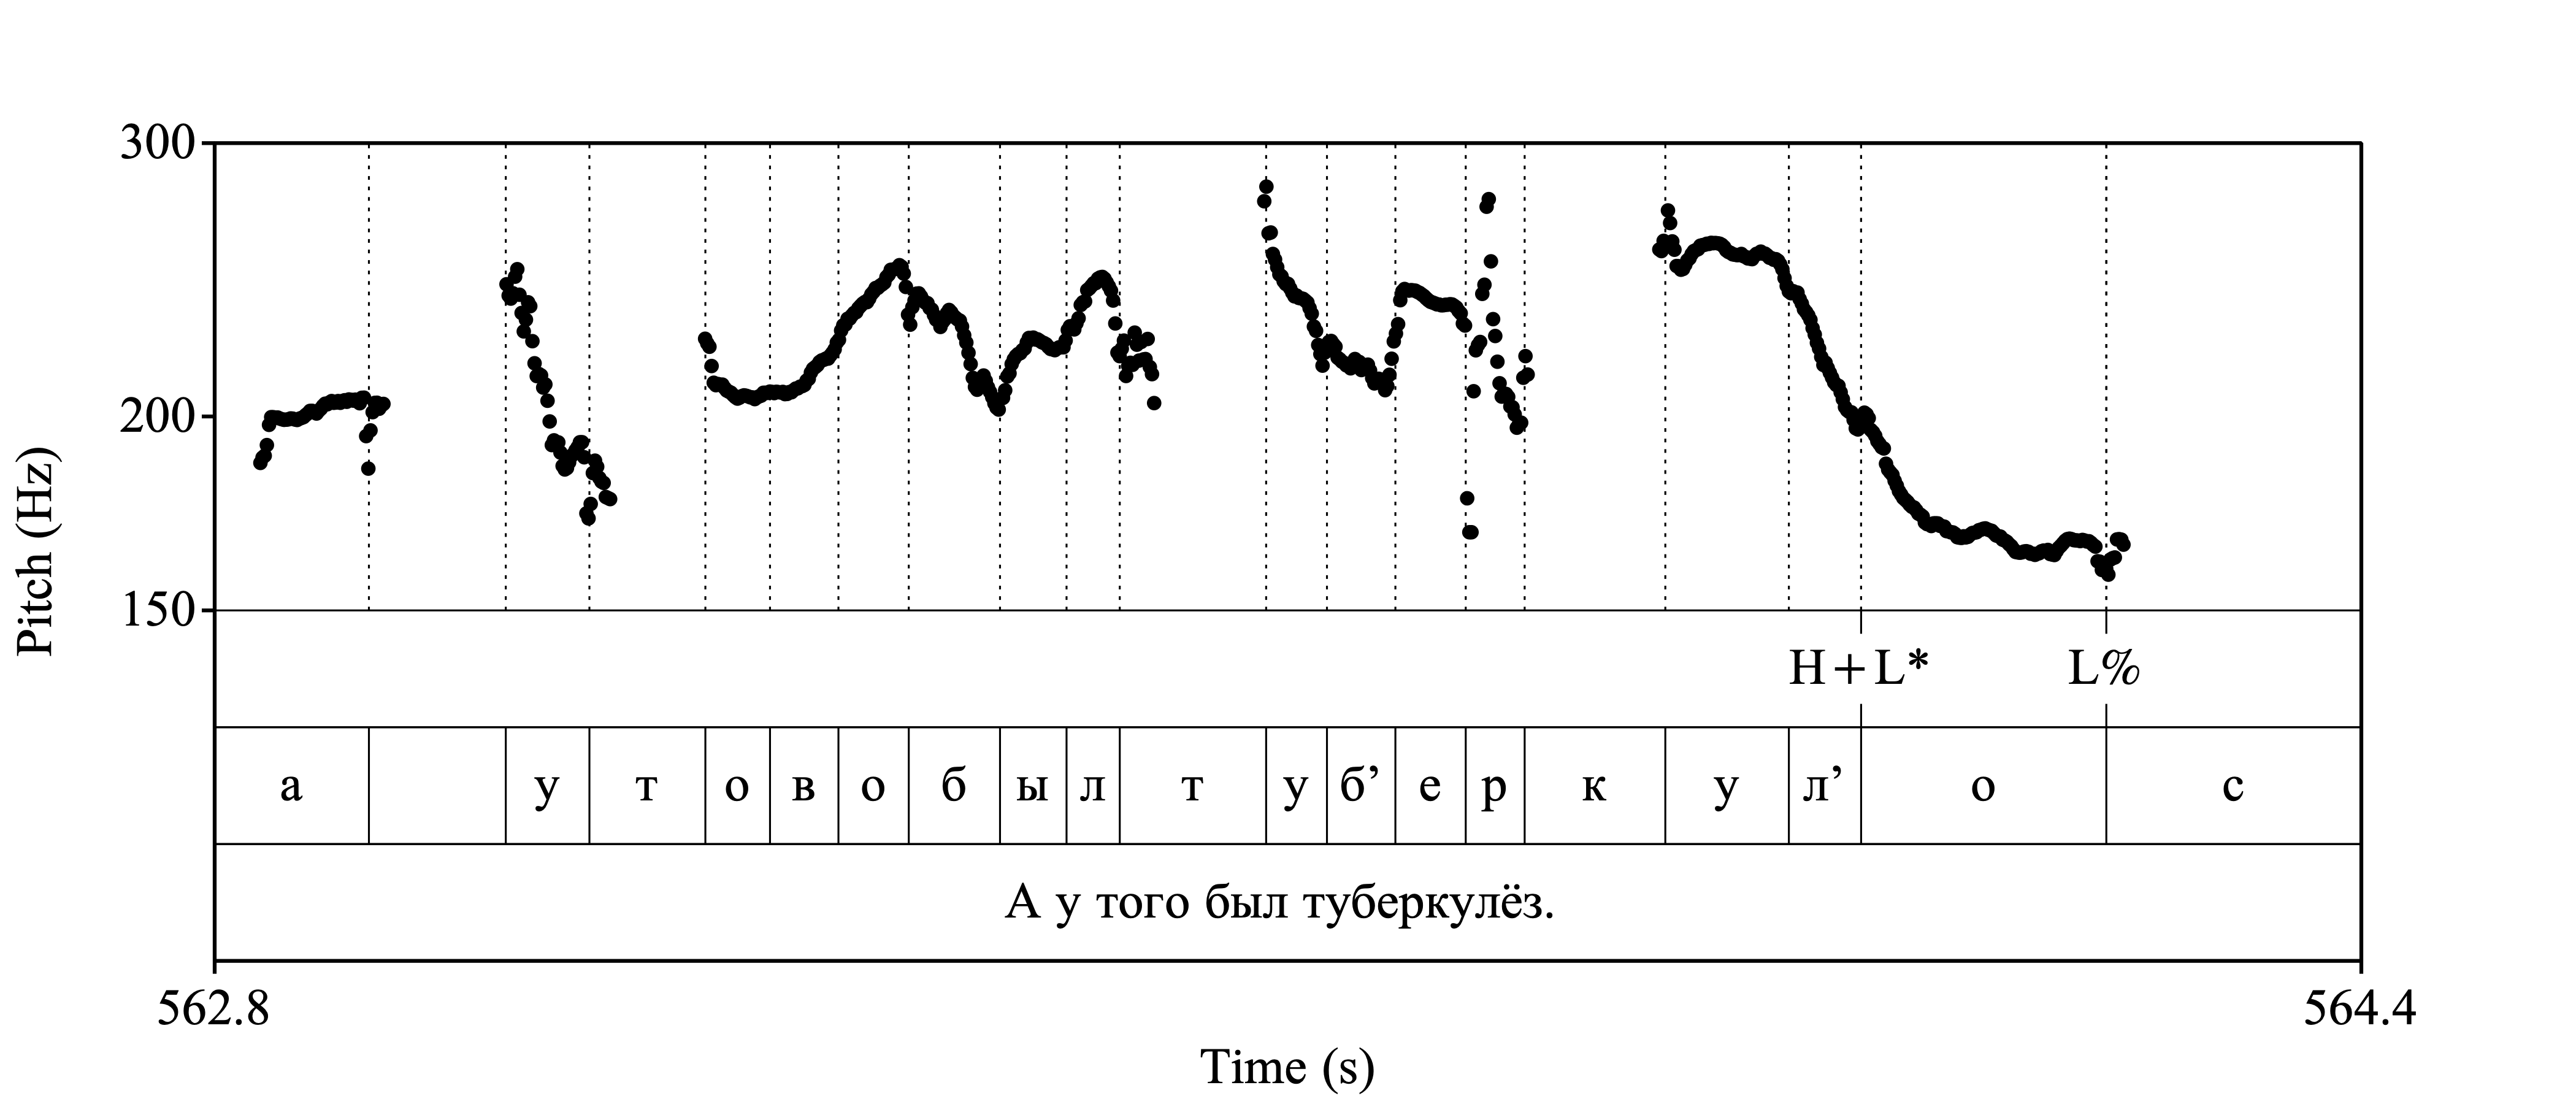 300
200
150
Pitch (Hz)
H+L* L%
а у т о в о б ы л т у б’ е р к у л’ о с
А у того был туберкулёз.
562.8 564.4
Time (s)